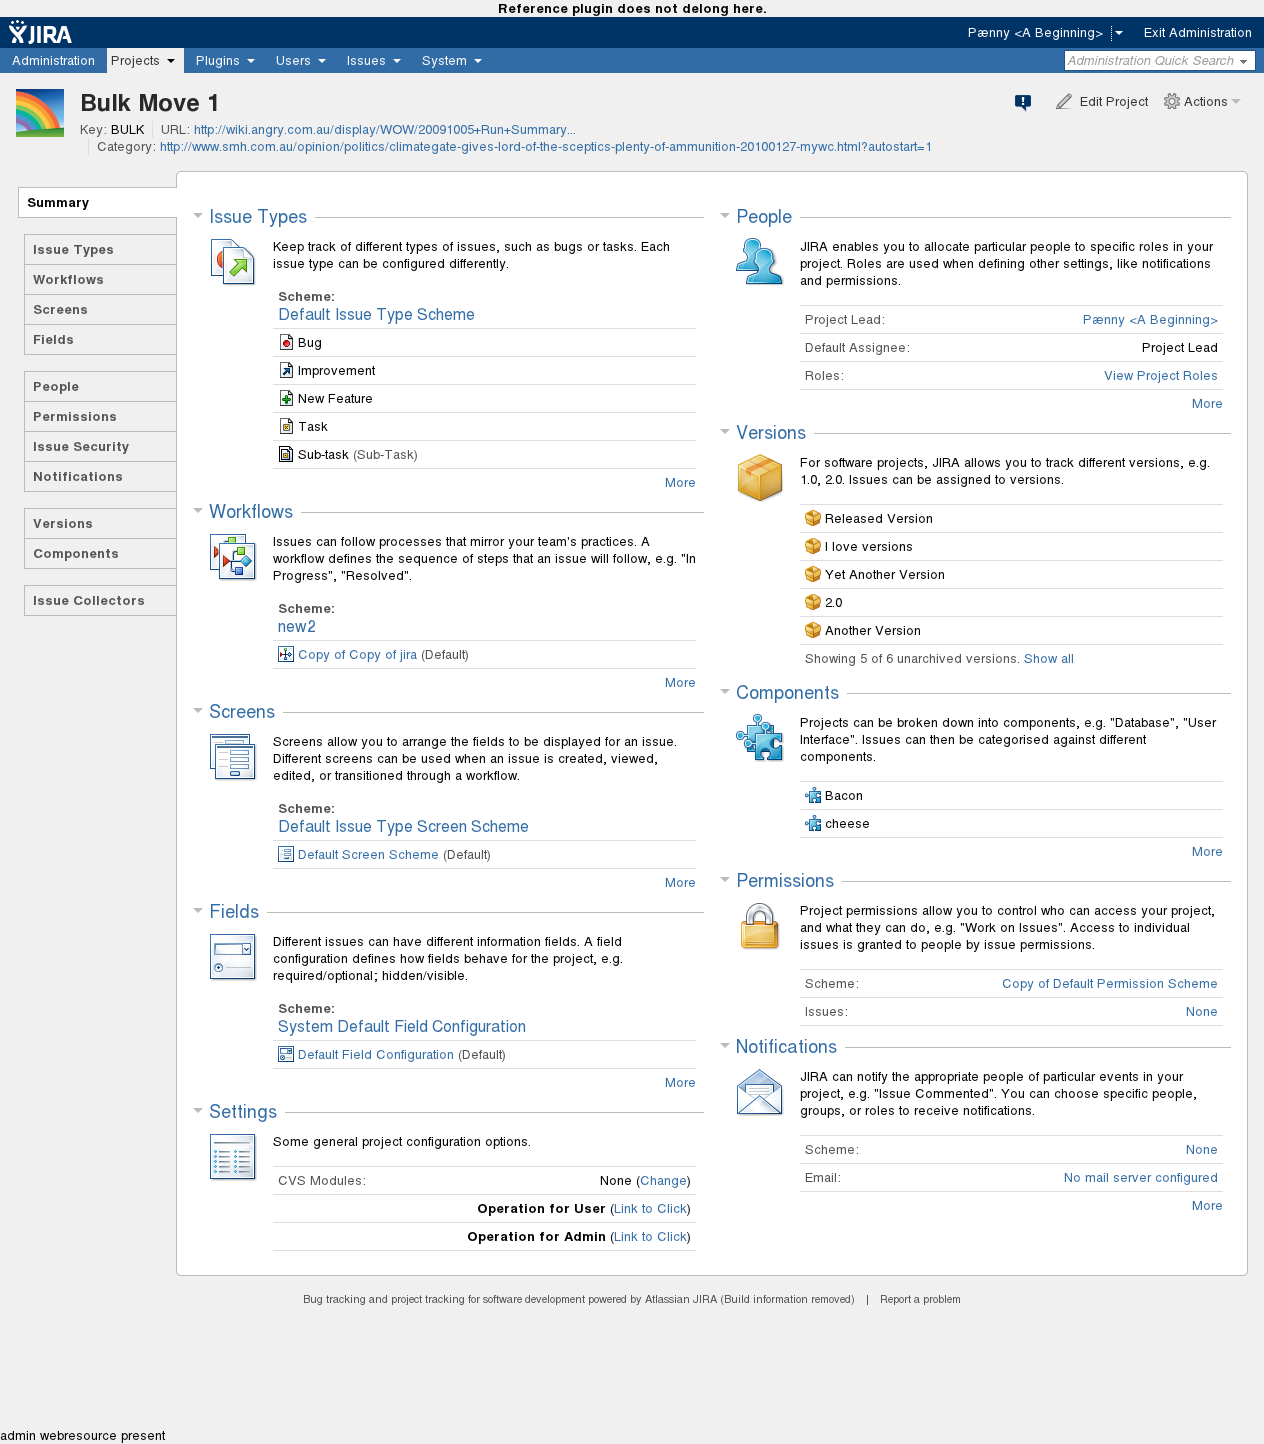 Reference plugin does not delong here.
JIRA
Pænny <A Beginning>
Exit Administration
Administration Projects Plugins Users Issues System
Administration Quick Search
Bulk Move 1
Edit Project
Actions
Key: BULK URL: http://wiki.angry.com.au/display/WOW/20091005+Run+Summary...
Category: http://www.smh.com.au/opinion/politics/climategate-gives-lord-of-the-sceptics-plenty-of-ammunition-20100127-mywc.html?autostart=1
Summary
Issue Types
Workflows
Screens
Fields
People
Permissions
Issue Security
Notifications
Versions
Components
Issue Collectors
Issue Types
Keep track of different types of issues, such as bugs or tasks. Each
issue type can be configured differently.
Scheme:
Default Issue Type Scheme
Bug
Improvement
New Feature
Task
Sub-task (Sub-Task)
More
Workflows
Issues can follow processes that mirror your team's practices. A
workflow defines the sequence of steps that an issue will follow, e.g. "In
Progress", "Resolved".
Scheme:
new2
Copy of Copy of jira (Default)
More
Screens
Screens allow you to arrange the fields to be displayed for an issue.
Different screens can be used when an issue is created, viewed,
edited, or transitioned through a workflow.
Scheme:
Default Issue Type Screen Scheme
Default Screen Scheme (Default)
More
Fields
Different issues can have different information fields. A field
configuration defines how fields behave for the project, e.g.
required/optional; hidden/visible.
Scheme:
System Default Field Configuration
Default Field Configuration (Default)
More
Settings
Some general project configuration options.
CVS Modules: None (Change)
Operation for User (Link to Click)
Operation for Admin (Link to Click)
People
JIRA enables you to allocate particular people to specific roles in your
project. Roles are used when defining other settings, like notifications
and permissions.
Project Lead: Pænny <A Beginning>
Default Assignee: Project Lead
Roles: View Project Roles
More
Versions
For software projects, JIRA allows you to track different versions, e.g.
1.0, 2.0. Issues can be assigned to versions.
Released Version
I love versions
Yet Another Version
2.0
Another Version
Showing 5 of 6 unarchived versions. Show all
Components
Projects can be broken down into components, e.g. "Database", "User
Interface". Issues can then be categorised against different
components.
Bacon
cheese
More
Permissions
Project permissions allow you to control who can access your project,
and what they can do, e.g. "Work on Issues". Access to individual
issues is granted to people by issue permissions.
Scheme: Copy of Default Permission Scheme
Issues: None
Notifications
JIRA can notify the appropriate people of particular events in your
project, e.g. "Issue Commented". You can choose specific people,
groups, or roles to receive notifications.
Scheme: None
Email: No mail server configured
More
Bug tracking and project tracking for software development powered by Atlassian JIRA (Build information removed) | Report a problem
admin webresource present